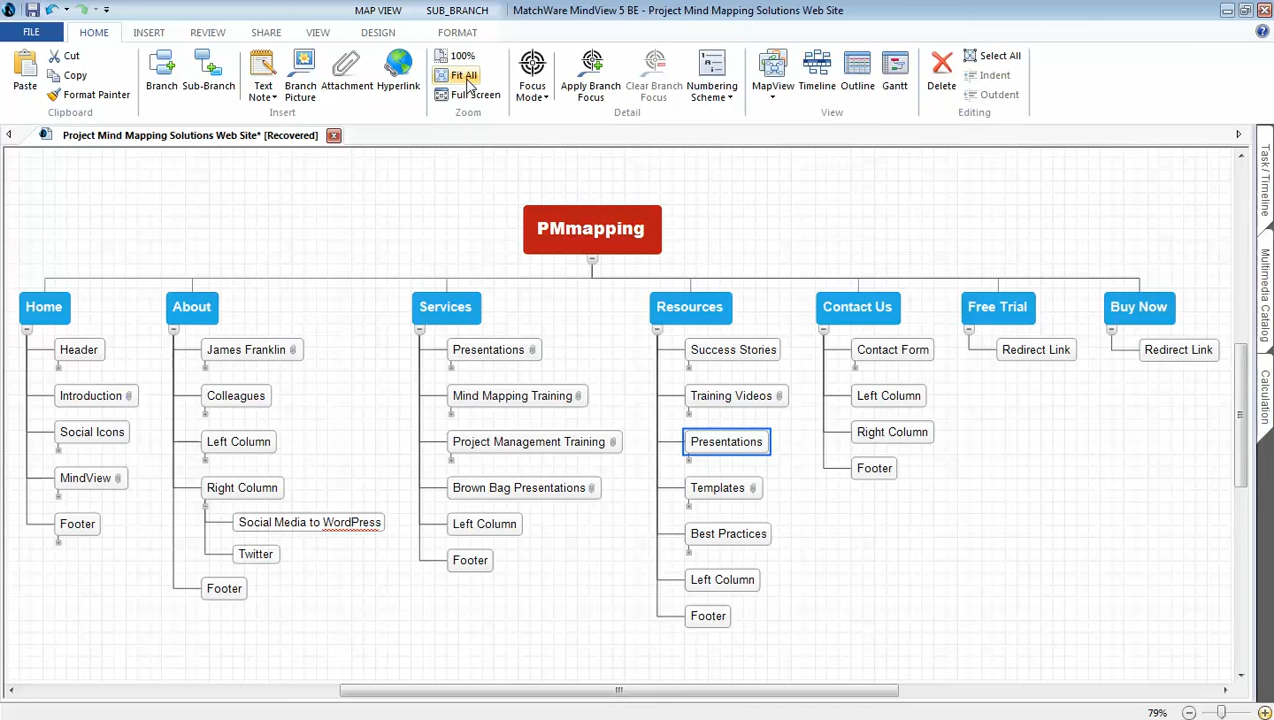 MAP VIEW SUB_BRANCH MatchWare MindView 5 BE - Project Mind Mapping Solutions Web Site
FILE HOME INSERT REVIEW SHARE VIEW DESIGN FORMAT
Paste
Cut
Copy
Format Painter
Clipboard
Branch
Sub-Branch
Text Note
Branch Picture
Attachment
Hyperlink
Insert
100%
Fit All
Full Screen
Zoom
Focus Mode
Apply Branch Focus
Clear Branch Focus
Numbering Scheme
Detail
MapView
Timeline
Outline
Gantt
View
Delete
Select All
Indent
Outdent
Editing
Project Mind Mapping Solutions Web Site* [Recovered]
Task / Timeline
Multimedia Catalog
Calculation
PMmapping
Home
Header
Introduction
Social Icons
MindView
Footer
About
James Franklin
Colleagues
Left Column
Right Column
Social Media to WordPress
Twitter
Footer
Services
Presentations
Mind Mapping Training
Project Management Training
Brown Bag Presentations
Left Column
Footer
Resources
Success Stories
Training Videos
Presentations
Templates
Best Practices
Left Column
Footer
Contact Us
Contact Form
Left Column
Right Column
Footer
Free Trial
Redirect Link
Buy Now
Redirect Link
79%